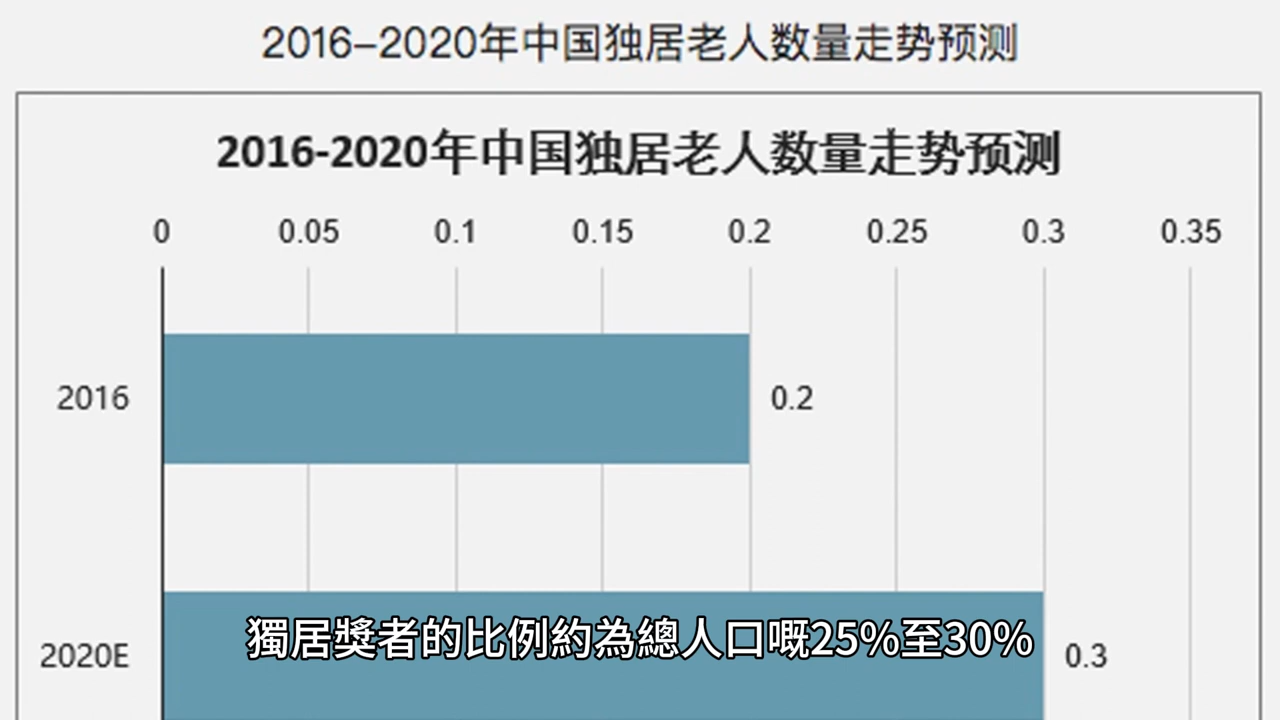 2016-2020年中国独居老人数量走势预测
2016-2020年中国独居老人数量走势预测
0 0.05 0.1 0.15 0.2 0.25 0.3 0.35
2016 0.2
獨居獎者的比例約為總人口嘅25%至30%
2020E 0.3